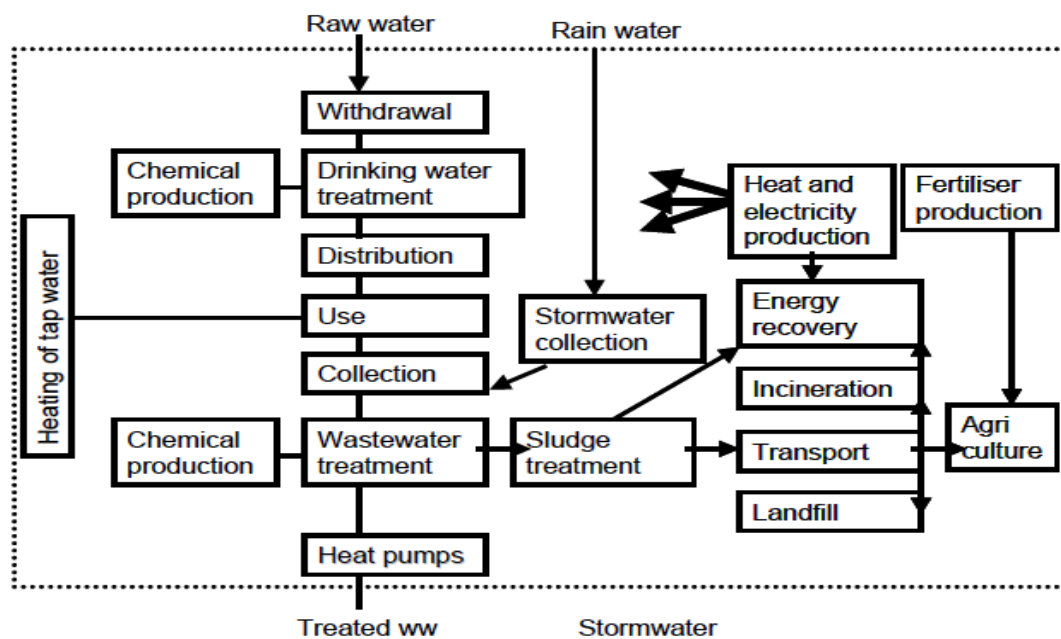 Raw water
Rain water
Withdrawal
Chemical
production
Drinking water
treatment
Heat and
electricity
production
Fertiliser
production
Heating of tap water
Distribution
Use
Stormwater
collection
Energy
recovery
Collection
Incineration
Chemical
production
Wastewater
treatment
Sludge
treatment
Transport
Agri
culture
Landfill
Heat pumps
Treated ww
Stormwater